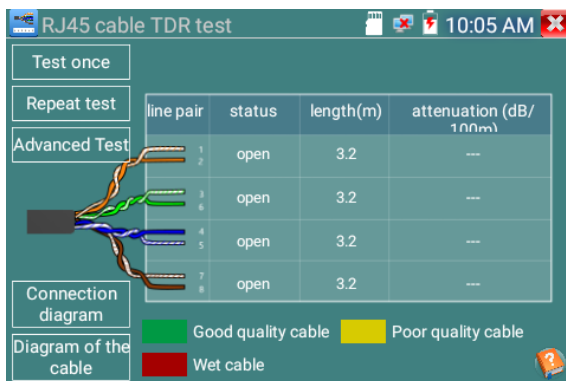 RJ45 cable TDR test
10:05 AM
Test once
Repeat test
Advanced Test
line pair status length(m) attenuation (dB/
100m)
1
2
open 3.2 ---
3
6
open 3.2 ---
4
5
open 3.2 ---
7
8
open 3.2 ---
Connection
diagram
Diagram of the
cable
Good quality cable
Poor quality cable
Wet cable